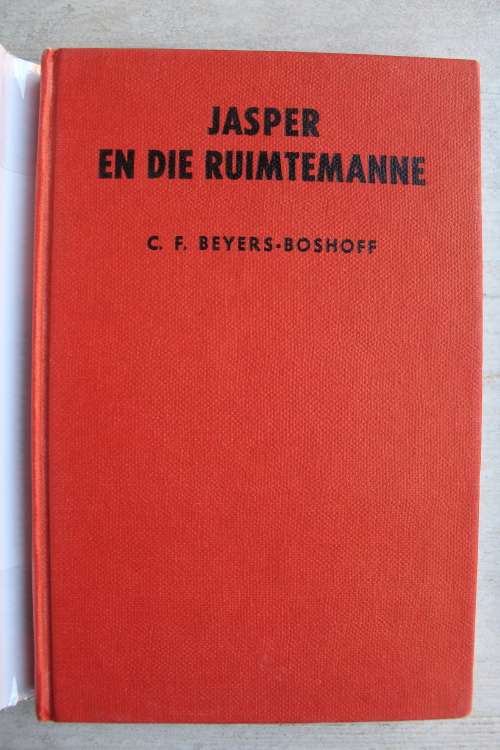 JASPER
EN DIE RUIMTEMANNE
C. F. BEYERS-BOSHOFF